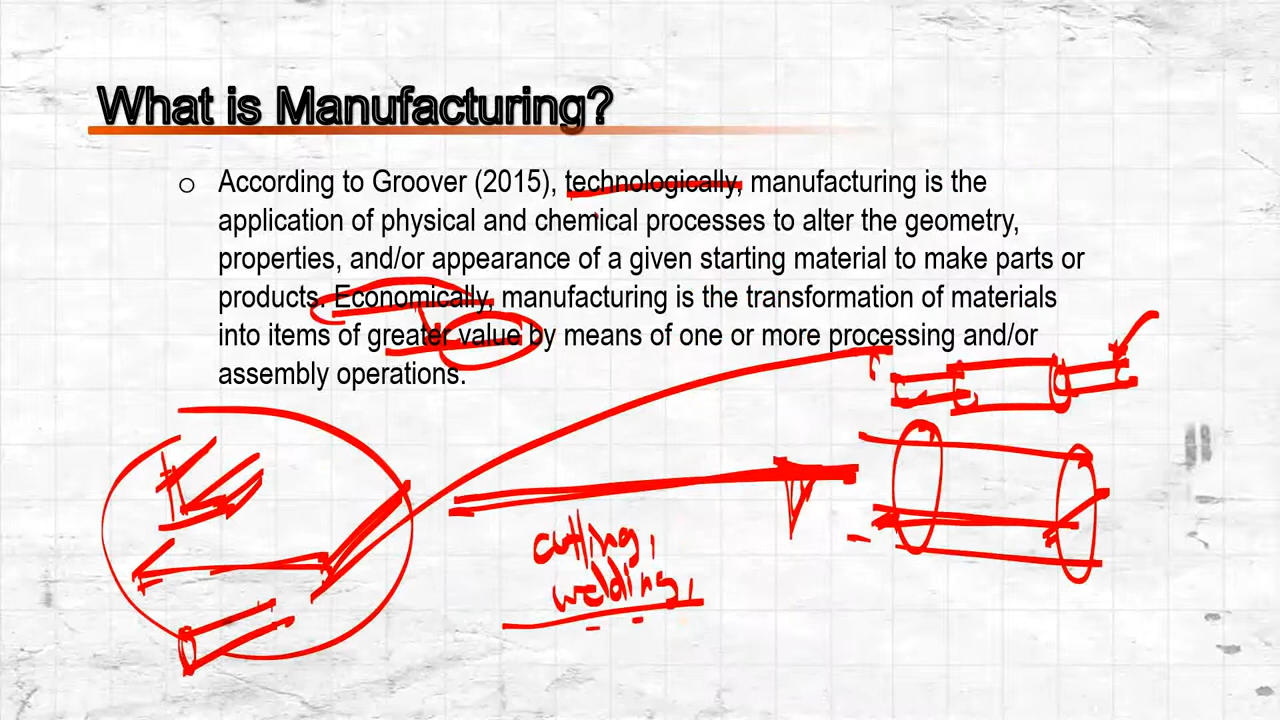 What is Manufacturing?
o According to Groover (2015), technologically, manufacturing is the
application of physical and chemical processes to alter the geometry,
properties, and/or appearance of a given starting material to make parts or
products. Economically, manufacturing is the transformation of materials
into items of greater value by means of one or more processing and/or
assembly operations.
cutting,
welding,